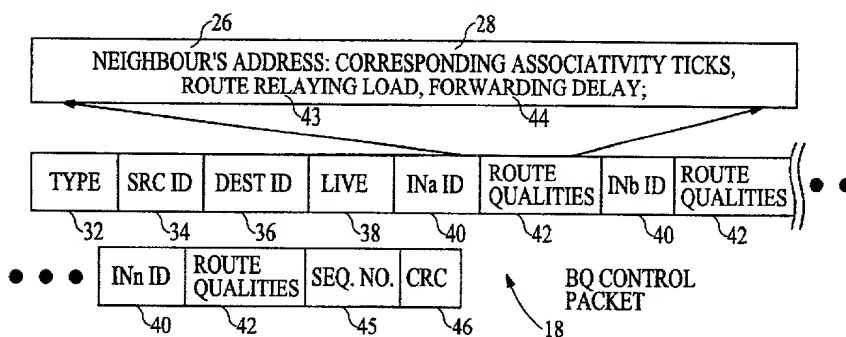 26 28
NEIGHBOUR'S ADDRESS: CORRESPONDING ASSOCIATIVITY TICKS,
ROUTE RELAYING LOAD, FORWARDING DELAY;
43 44
TYPE SRC ID DEST ID LIVE INa ID ROUTE QUALITIES INb ID ROUTE QUALITIES
32 34 36 38 40 42 40 42
INn ID ROUTE QUALITIES SEQ. NO. CRC
40 42 45 46
BQ CONTROL
PACKET
18